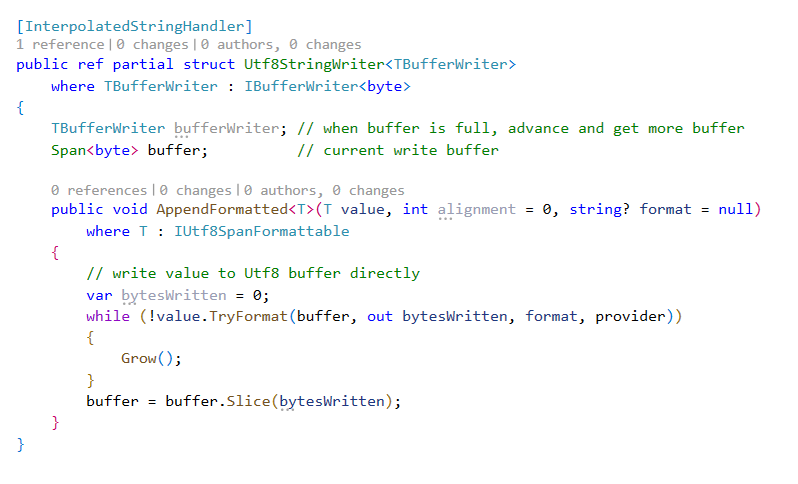 [InterpolatedStringHandler]
1 reference|0 changes|0 authors, 0 changes
public ref partial struct Utf8StringWriter<TBufferWriter>
    where TBufferWriter : IBufferWriter<byte>
{
    TBufferWriter bufferWriter; // when buffer is full, advance and get more buffer
    Span<byte> buffer;          // current write buffer

    0 references|0 changes|0 authors, 0 changes
    public void AppendFormatted<T>(T value, int alignment = 0, string? format = null)
        where T : IUtf8SpanFormattable
    {
        // write value to Utf8 buffer directly
        var bytesWritten = 0;
        while (!value.TryFormat(buffer, out bytesWritten, format, provider))
        {
            Grow();
        }
        buffer = buffer.Slice(bytesWritten);
    }
}